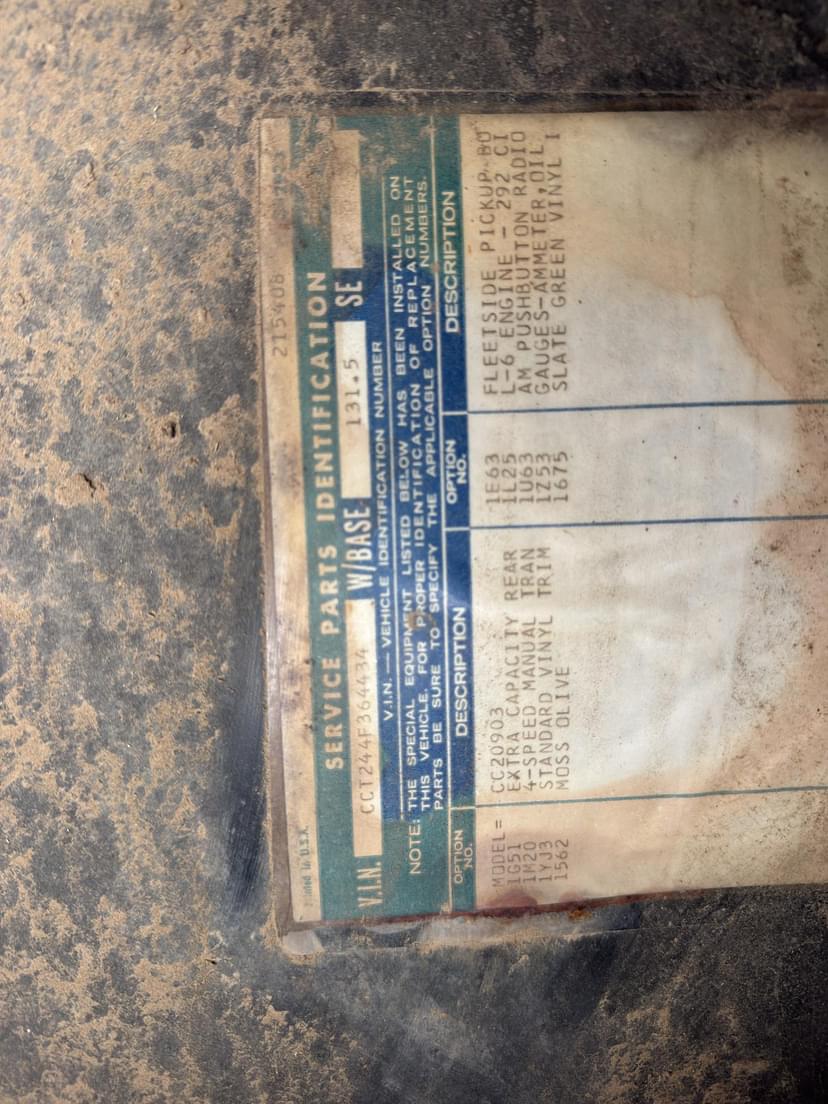 215408
Printed in U.S.A.
SERVICE PARTS IDENTIFICATION
V.I.N. CCT244F364434 W/BASE 131.5 SE
V.I.N. — VEHICLE IDENTIFICATION NUMBER
NOTE: THE SPECIAL EQUIPMENT LISTED BELOW HAS BEEN INSTALLED ON
THIS VEHICLE. FOR PROPER IDENTIFICATION OF REPLACEMENT
PARTS BE SURE TO SPECIFY THE APPLICABLE OPTION NUMBERS.
OPTION NO. DESCRIPTION OPTION NO. DESCRIPTION
MODEL= CC20903 1E63 FLEETSIDE PICKUP BO
1G51 EXTRA CAPACITY REAR 1L25 L-6 ENGINE - 292 CI
1M20 4-SPEED MANUAL TRAN 1U63 AM PUSHBUTTON RADIO
1YJ3 STANDARD VINYL TRIM 1Z53 GAUGES-AMMETER,OIL
1562 MOSS OLIVE 1675 SLATE GREEN VINYL I